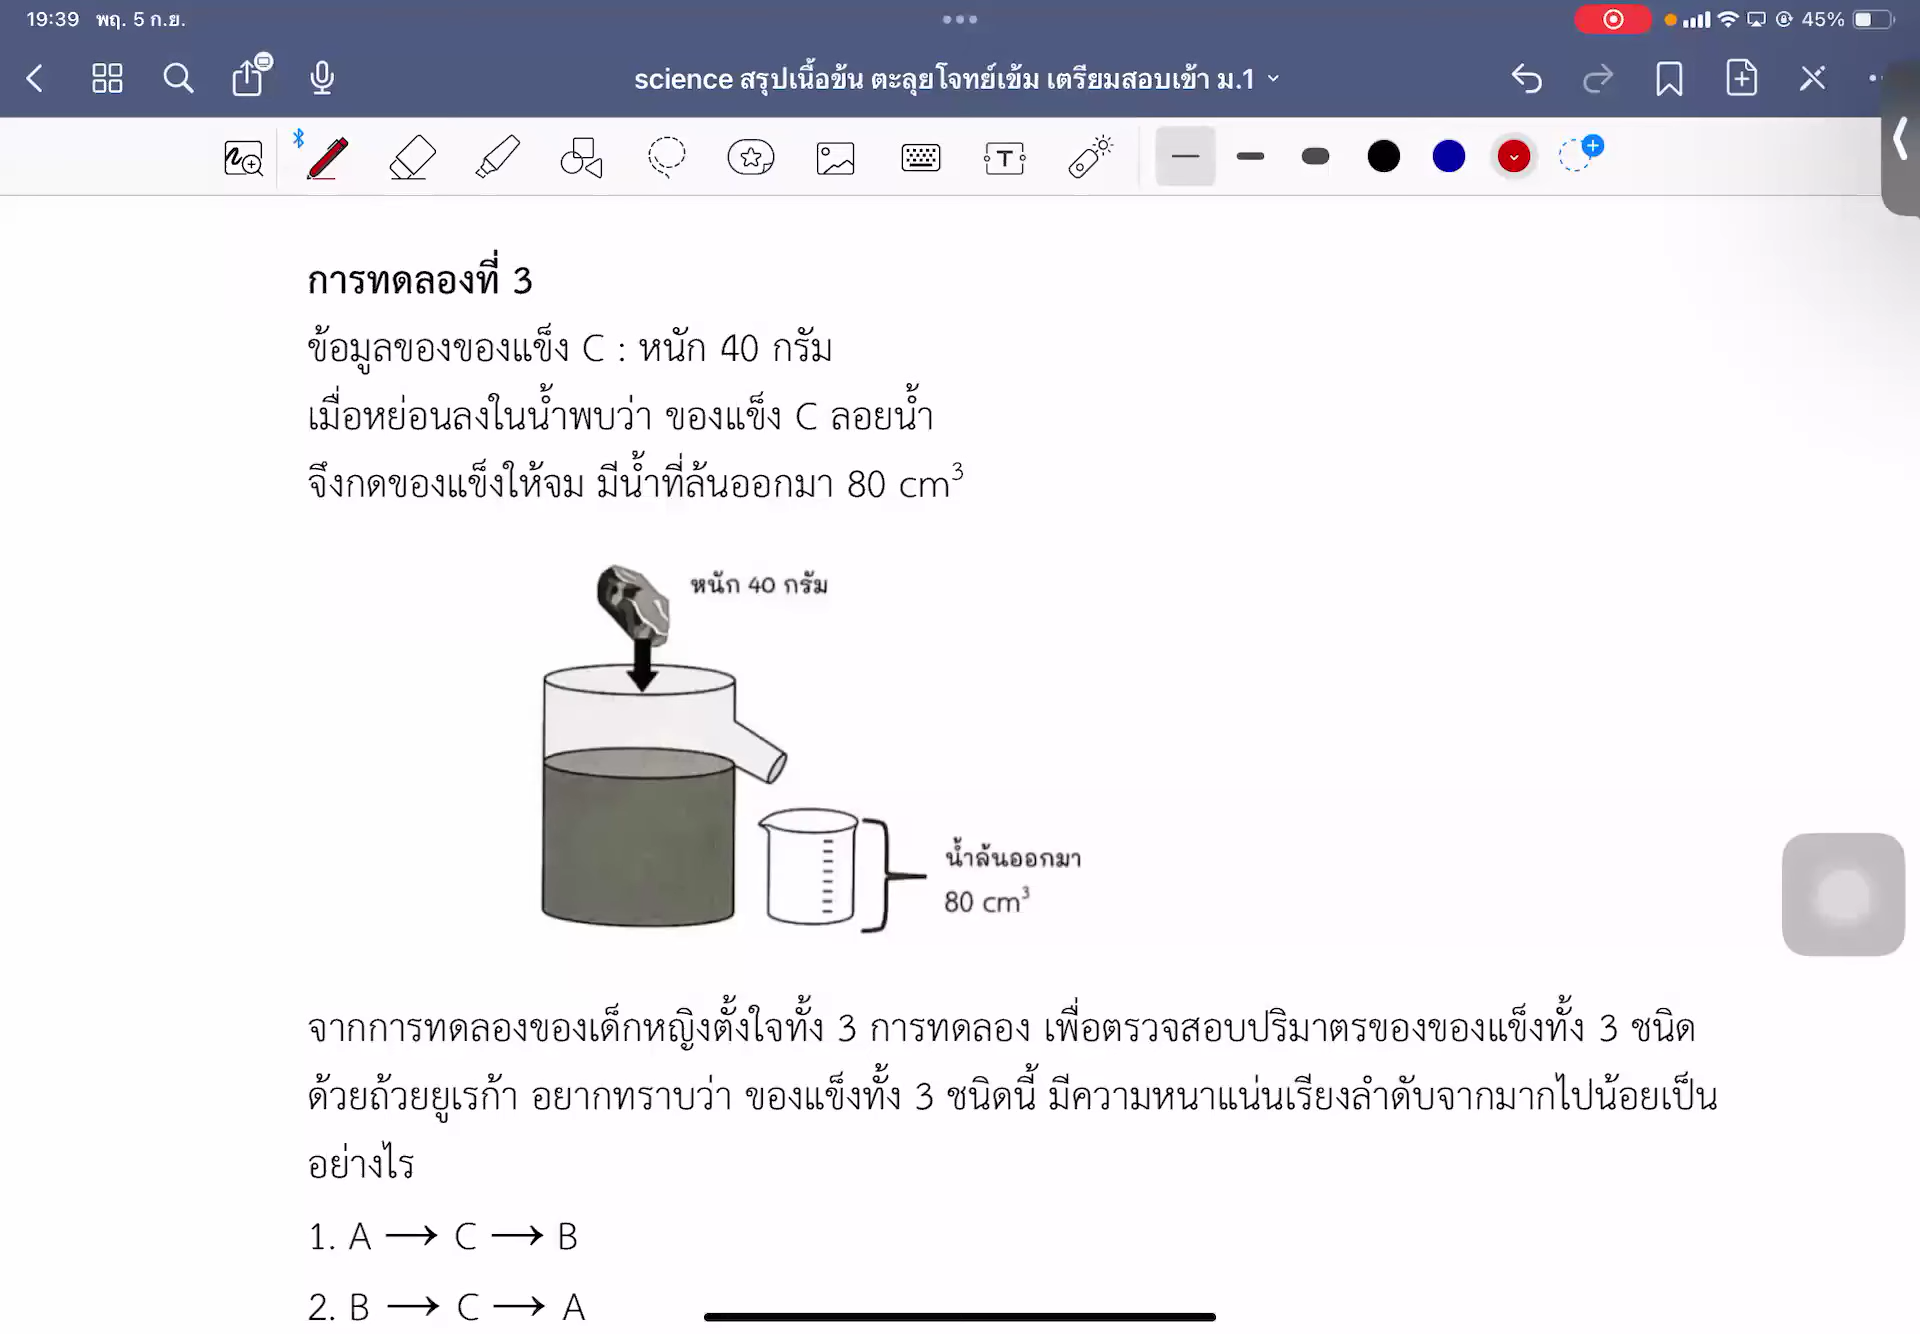 19:39 พฤ. 5 ก.ย.
45%
science สรุปเนื้อข้น ตะลุยโจทย์เข้ม เตรียมสอบเข้า ม.1
การทดลองที่ 3
ข้อมูลของของแข็ง C : หนัก 40 กรัม
เมื่อหย่อนลงในน้ำพบว่า ของแข็ง C ลอยน้ำ
จึงกดของแข็งให้จม มีน้ำที่ล้นออกมา 80 cm³
หนัก 40 กรัม
น้ำล้นออกมา
80 cm³
จากการทดลองของเด็กหญิงตั้งใจทั้ง 3 การทดลอง เพื่อตรวจสอบปริมาตรของของแข็งทั้ง 3 ชนิด
ด้วยถ้วยยูเรก้า อยากทราบว่า ของแข็งทั้ง 3 ชนิดนี้ มีความหนาแน่นเรียงลำดับจากมากไปน้อยเป็น
อย่างไร
1. A ⟶ C ⟶ B
2. B ⟶ C ⟶ A